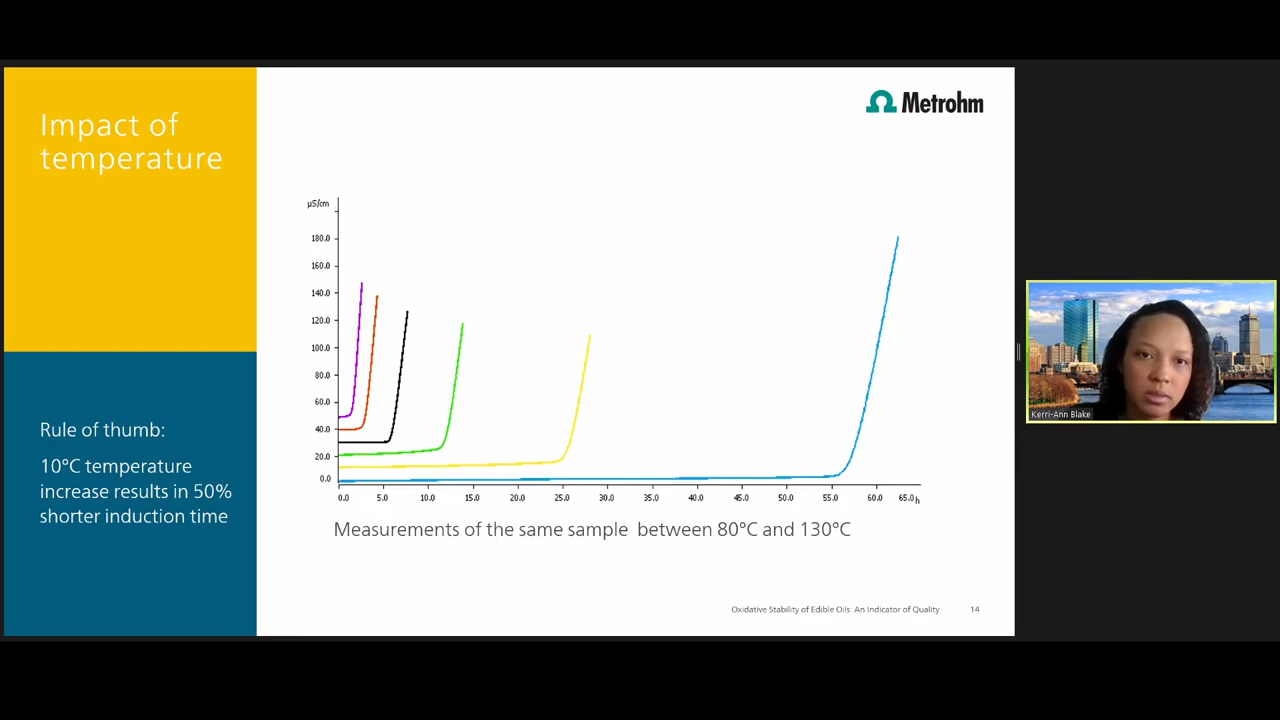 Impact of
temperature
Metrohm
µS/cm
180.0
160.0
140.0
120.0
100.0
80.0
60.0
40.0
20.0
0.0
0.0 5.0 10.0 15.0 20.0 25.0 30.0 35.0 40.0 45.0 50.0 55.0 60.0 65.0 h
Measurements of the same sample between 80°C and 130°C
Rule of thumb:
10°C temperature
increase results in 50%
shorter induction time
Oxidative Stability of Edible Oils: An Indicator of Quality 14
Kerri-Ann Blake